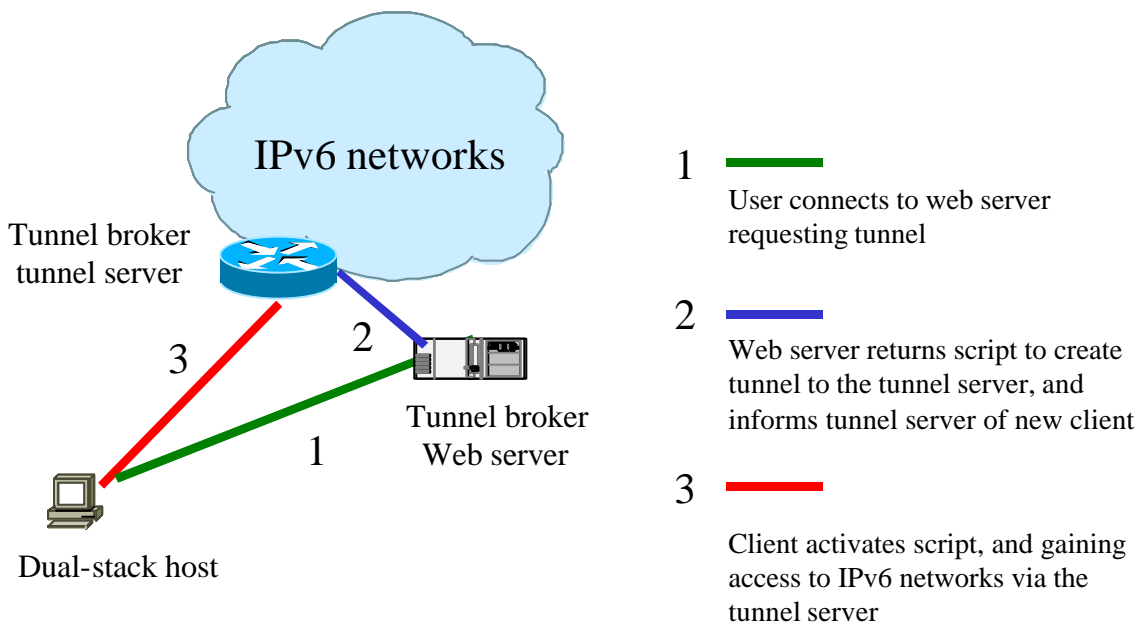 IPv6 networks
Tunnel broker
tunnel server
3
2
1
Tunnel broker
Web server
Dual-stack host
1
User connects to web server
requesting tunnel
2
Web server returns script to create
tunnel to the tunnel server, and
informs tunnel server of new client
3
Client activates script, and gaining
access to IPv6 networks via the
tunnel server